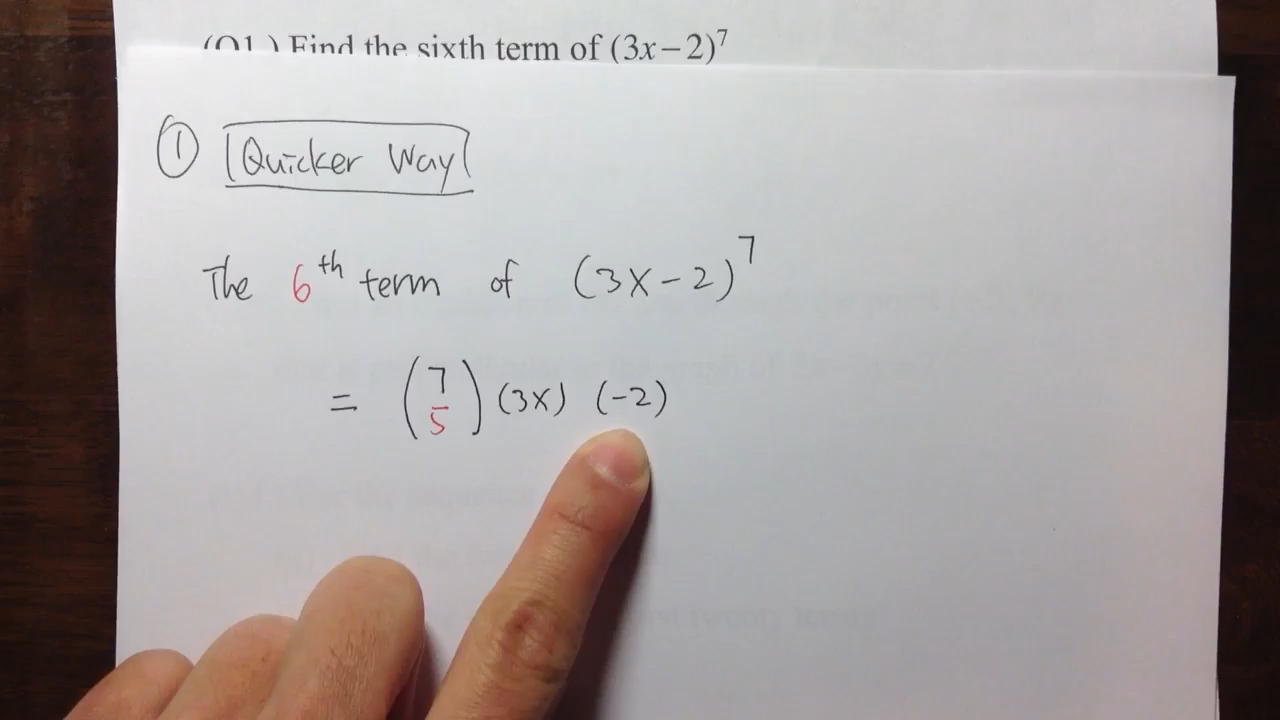 (Q1.) Find the sixth term of (3x−2)⁷
① Quicker Way
The 6th term of (3x−2)⁷
= (7 5) (3x) (−2)